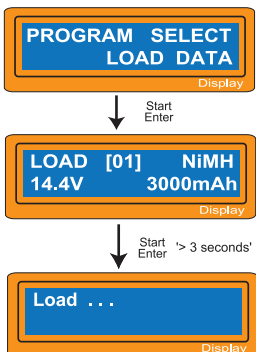 PROGRAM SELECT
LOAD DATA
Display
Start
Enter
LOAD [01] NiMH
14.4V 3000mAh
Display
Start
Enter '> 3 seconds'
Load ...
Display